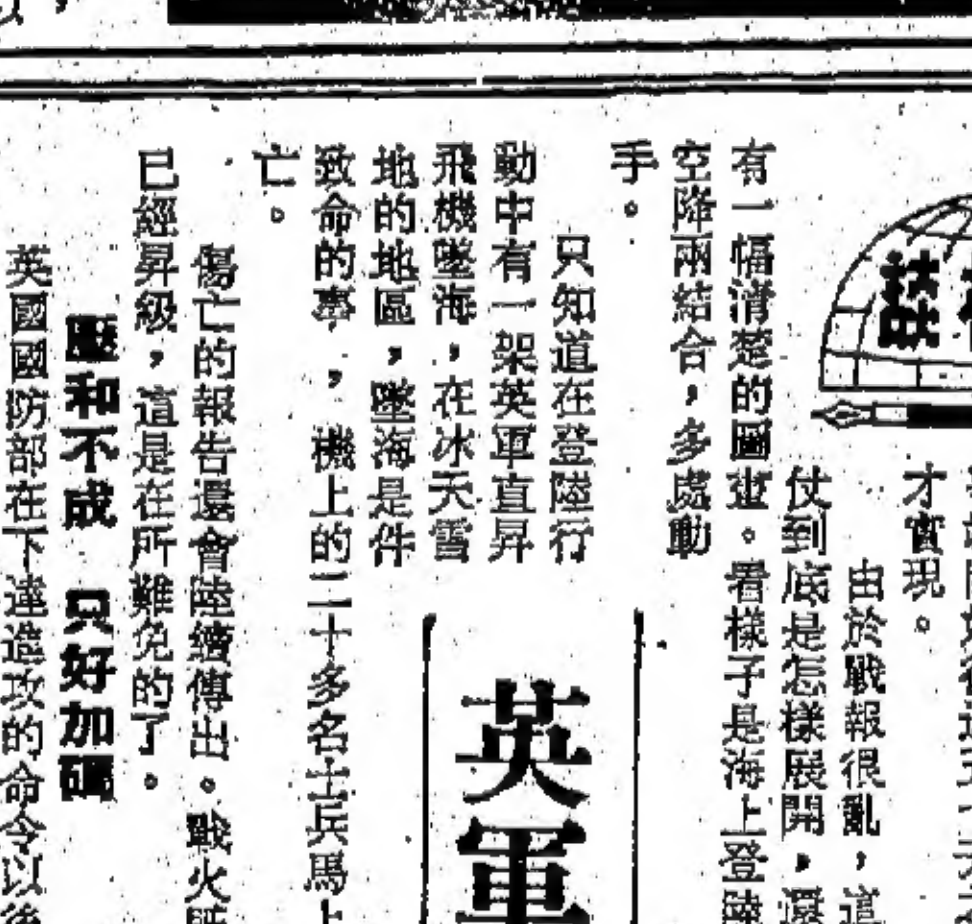 才實現。
由於戰報很亂，這
仗到底是怎樣展開，還
有一幅清楚的圖畫。看樣子是海上登陸
空降兩結合，多處動
手。
只知道在登陸行
動中有一架英軍直昇
飛機墜海，在冰天雪
地的地區，墜海是件
致命的事，機上的二十多名士兵馬上
亡。
傷亡的報告還會陸續傳出。戰火既
已經昇級，這是在所難免的了。
壓和不成 只好加碼
英國國防部在下達進攻的命令以後
英軍